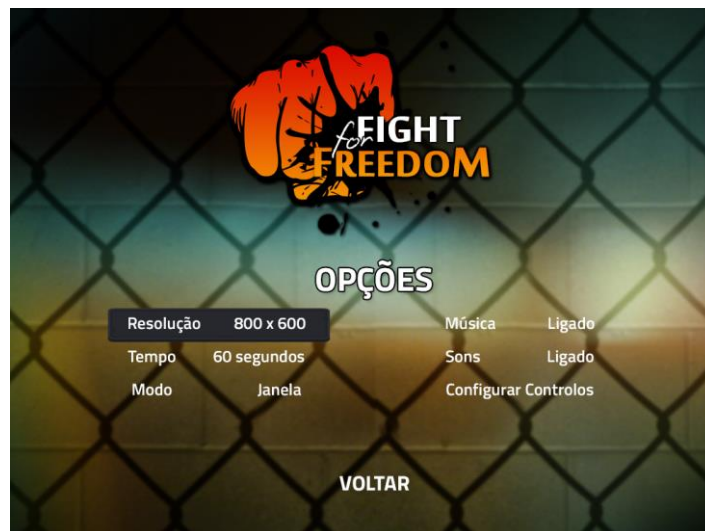 FIGHT
for
FREEDOM
OPÇÕES
Resolução 800 x 600
Tempo 60 segundos
Modo Janela
Música Ligado
Sons Ligado
Configurar Controlos
VOLTAR